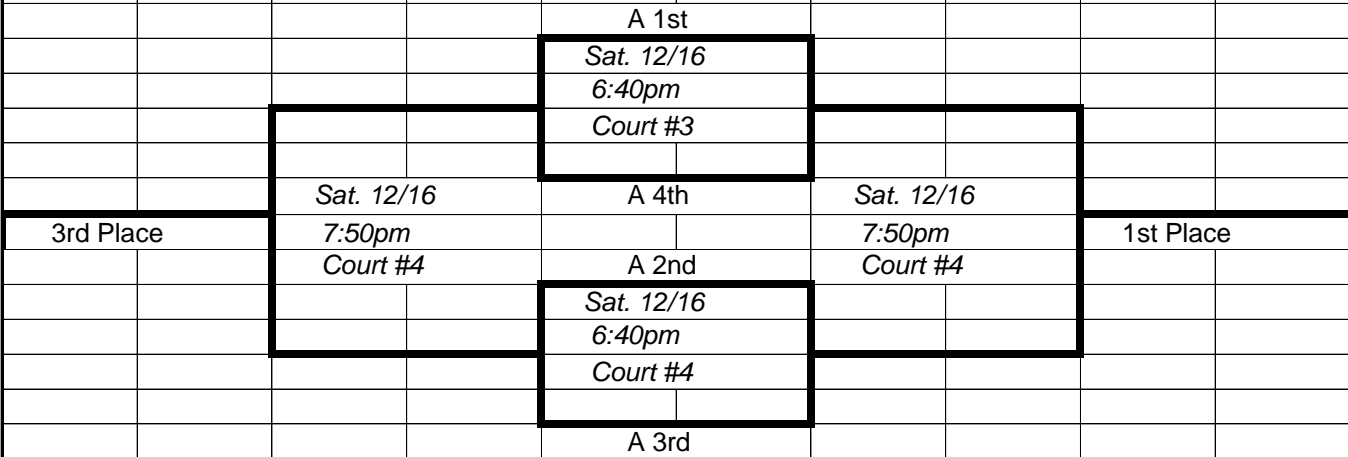 A 1st
Sat. 12/16
6:40pm
Court #3
Sat. 12/16 A 4th Sat. 12/16
3rd Place 7:50pm 7:50pm 1st Place
Court #4 A 2nd Court #4
Sat. 12/16
6:40pm
Court #4
A 3rd